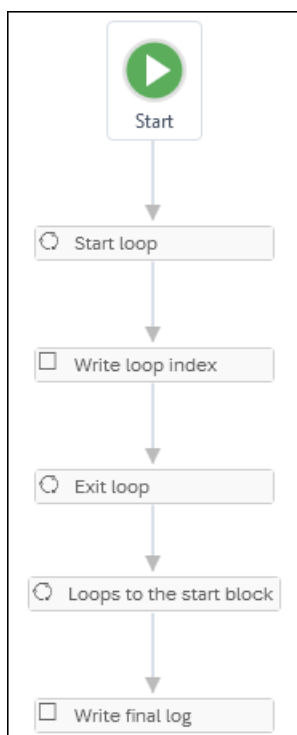 Start
Start loop
Write loop index
Exit loop
Loops to the start block
Write final log